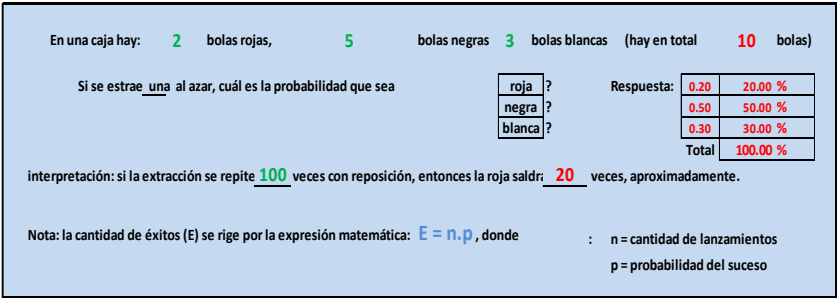 En una caja hay: 2 bolas rojas, 5 bolas negras 3 bolas blancas (hay en total 10 bolas)
Si se estrae una al azar, cuál es la probabilidad que sea roja ? Respuesta: 0.20 20.00 %
negra ? 0.50 50.00 %
blanca ? 0.30 30.00 %
Total 100.00 %
interpretación: si la extracción se repite 100 veces con reposición, entonces la roja saldrá 20 veces, aproximadamente.
Nota: la cantidad de éxitos (E) se rige por la expresión matemática: E = n.p , donde : n = cantidad de lanzamientos
p = probabilidad del suceso